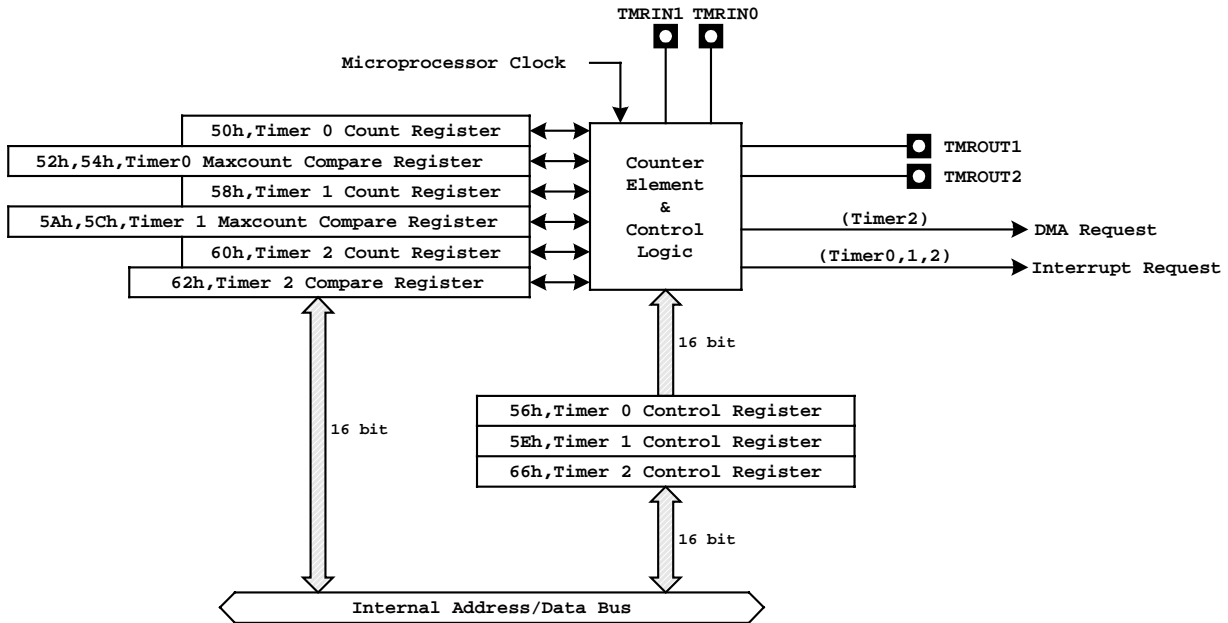 TMRIN1 TMRIN0
Microprocessor Clock
50h,Timer 0 Count Register
52h,54h,Timer0 Maxcount Compare Register
58h,Timer 1 Count Register
5Ah,5Ch,Timer 1 Maxcount Compare Register
60h,Timer 2 Count Register
62h,Timer 2 Compare Register
Counter
Element
&
Control
Logic
TMROUT1
TMROUT2
(Timer2)
DMA Request
(Timer0,1,2)
Interrupt Request
16 bit
56h,Timer 0 Control Register
5Eh,Timer 1 Control Register
66h,Timer 2 Control Register
16 bit
16 bit
Internal Address/Data Bus